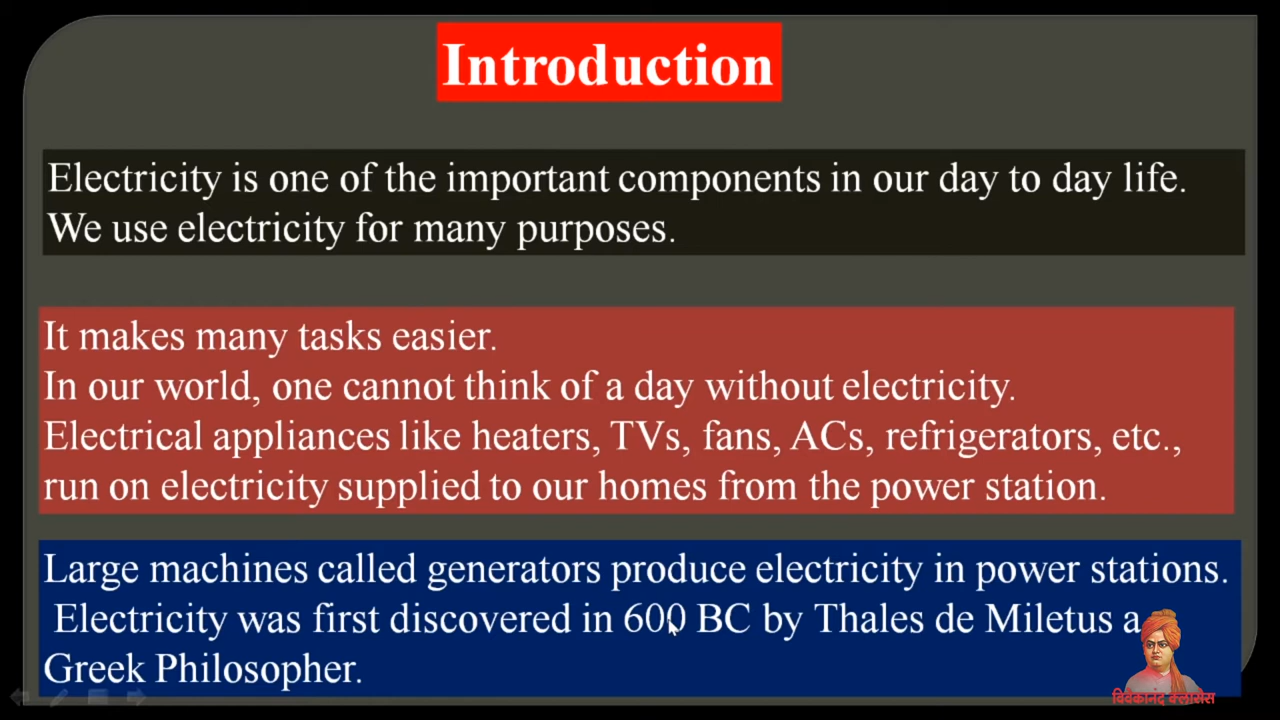 Introduction
Electricity is one of the important components in our day to day life.
We use electricity for many purposes.
It makes many tasks easier.
In our world, one cannot think of a day without electricity.
Electrical appliances like heaters, TVs, fans, ACs, refrigerators, etc.,
run on electricity supplied to our homes from the power station.
Large machines called generators produce electricity in power stations.
Electricity was first discovered in 600 BC by Thales de Miletus a
Greek Philosopher.
विवेकानंद क्लासेस